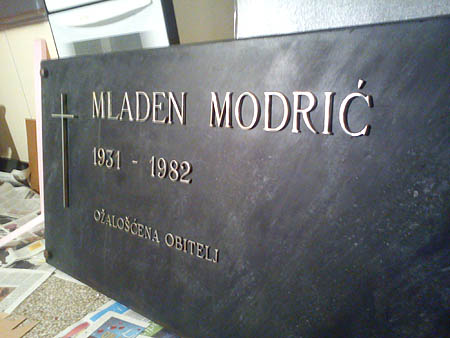 MLADEN MODRIĆ
1931 - 1982
OŽALOŠĆENA OBITELJ